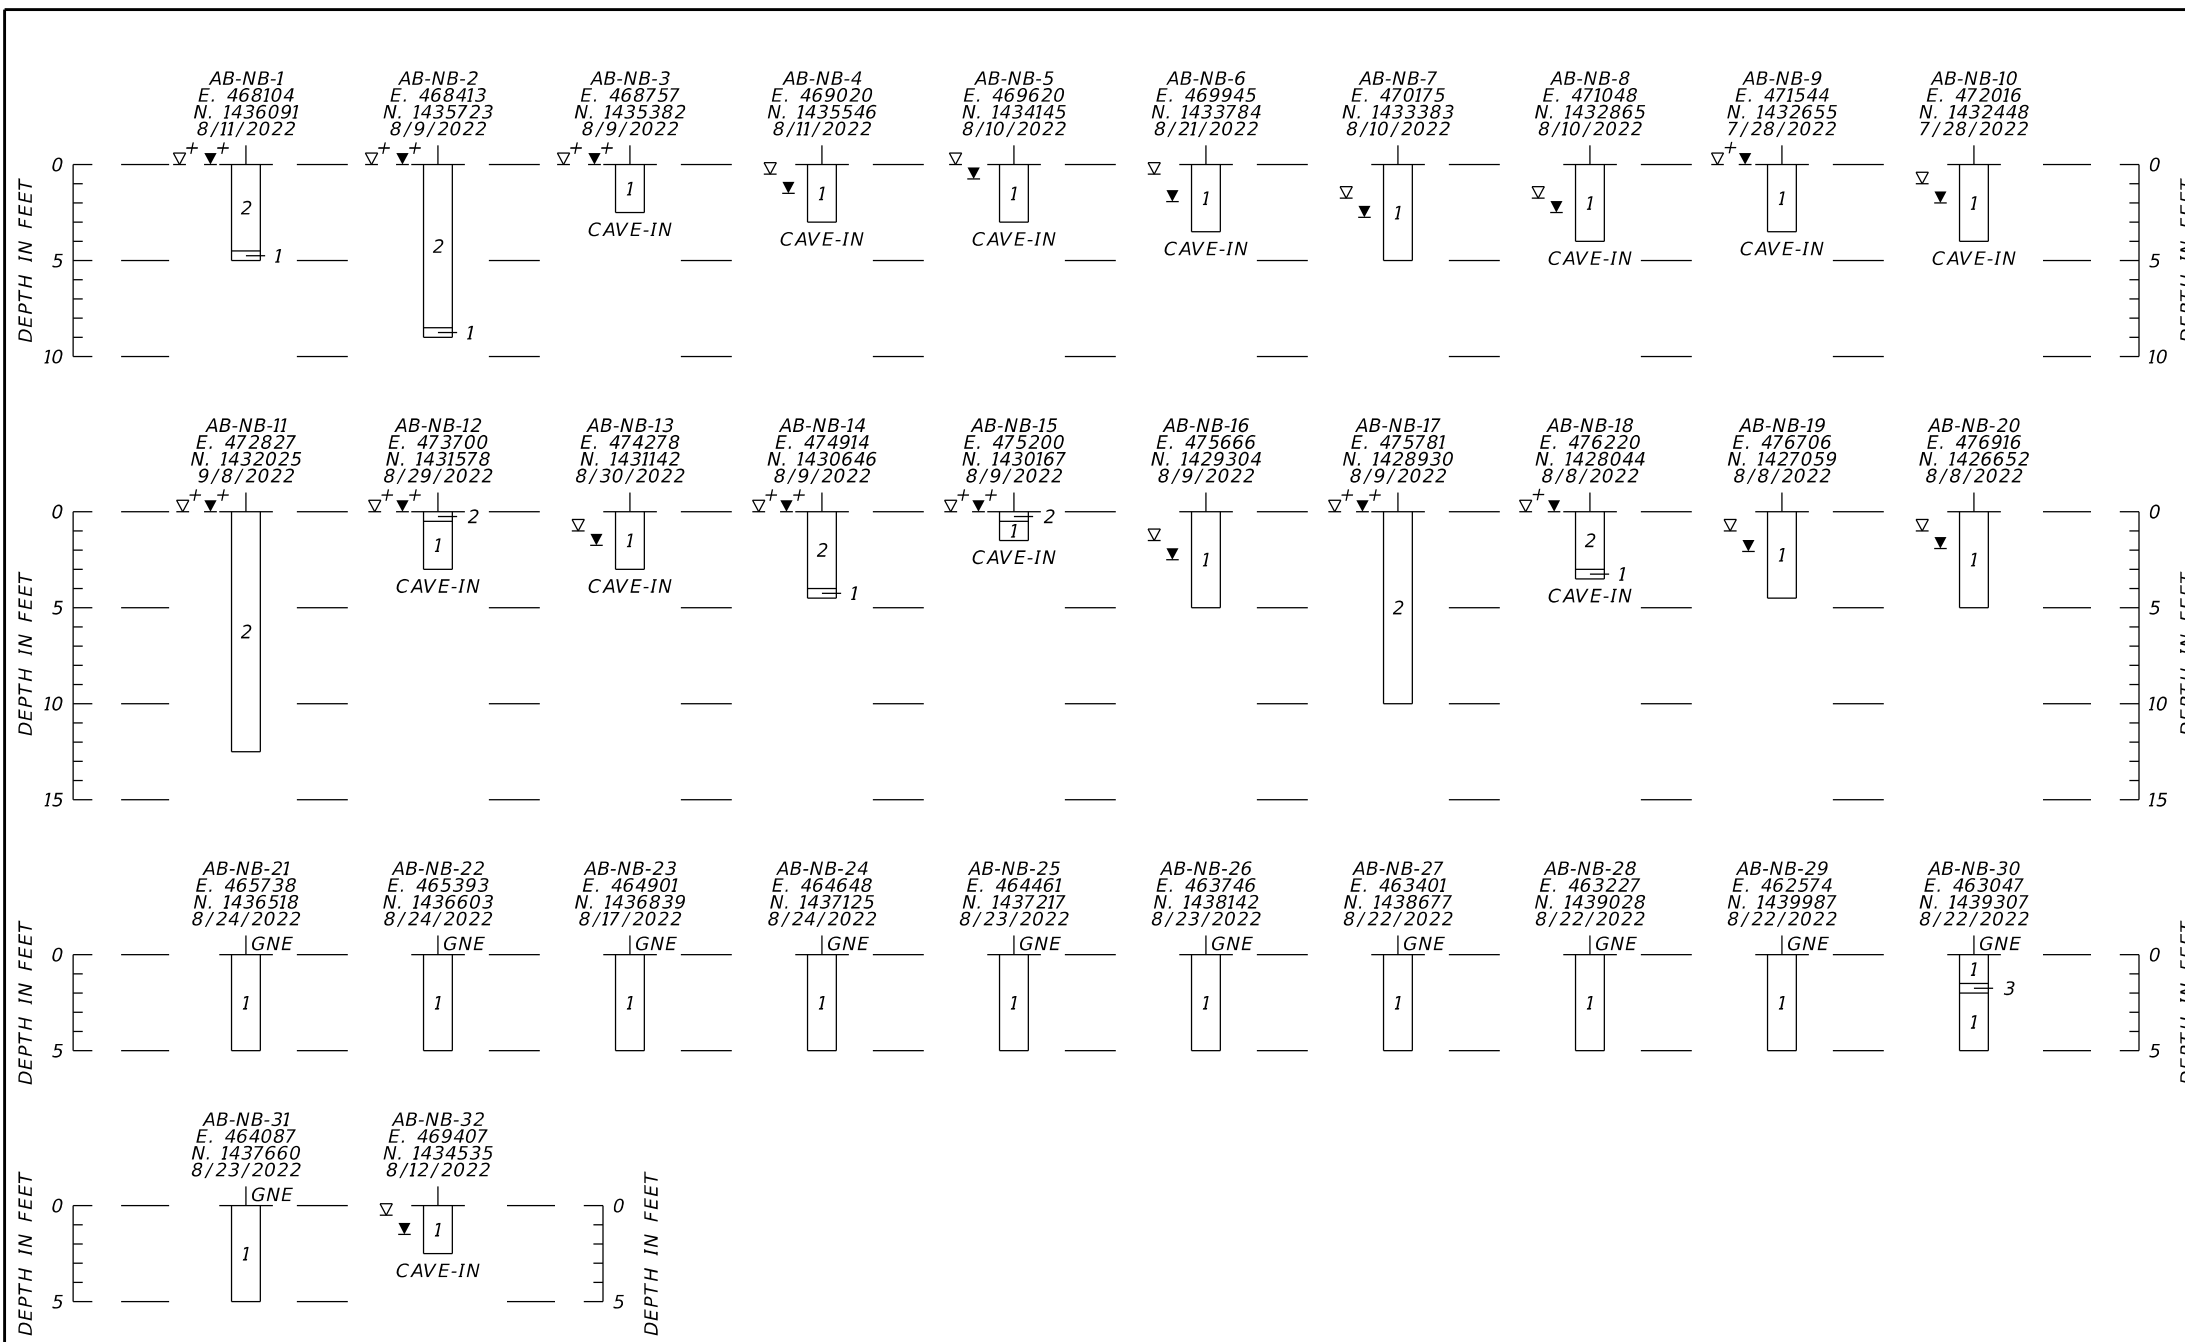 AB-NB-1
E. 468104
N. 1436091
8/11/2022
AB-NB-2
E. 468413
N. 1435723
8/9/2022
AB-NB-3
E. 468757
N. 1435382
8/9/2022
AB-NB-4
E. 469020
N. 1435546
8/11/2022
AB-NB-5
E. 469620
N. 1434145
8/10/2022
AB-NB-6
E. 469945
N. 1433784
8/21/2022
AB-NB-7
E. 470175
N. 1433383
8/10/2022
AB-NB-8
E. 471048
N. 1432865
8/10/2022
AB-NB-9
E. 471544
N. 1432655
7/28/2022
AB-NB-10
E. 472016
N. 1432448
7/28/2022
+ + + + + + +
DEPTH IN FEET
0
5
10
2
1
2
1
1
CAVE-IN
1
CAVE-IN
1
CAVE-IN
1
CAVE-IN
1
1
CAVE-IN
1
CAVE-IN
1
CAVE-IN
0
5
10
DEPTH IN FEET
AB-NB-11
E. 472827
N. 1432025
9/8/2022
AB-NB-12
E. 473700
N. 1431578
8/29/2022
AB-NB-13
E. 474278
N. 1431142
8/30/2022
AB-NB-14
E. 474914
N. 1430646
8/9/2022
AB-NB-15
E. 475200
N. 1430167
8/9/2022
AB-NB-16
E. 475666
N. 1429304
8/9/2022
AB-NB-17
E. 475781
N. 1428930
8/9/2022
AB-NB-18
E. 476220
N. 1428044
8/8/2022
AB-NB-19
E. 476706
N. 1427059
8/8/2022
AB-NB-20
E. 476916
N. 1426652
8/8/2022
+ + + + + + + + + + +
DEPTH IN FEET
0
5
10
15
2
2
1
CAVE-IN
1
CAVE-IN
2
1
2
1
CAVE-IN
1
2
2
1
CAVE-IN
1
1
0
5
10
15
DEPTH IN FEET
AB-NB-21
E. 465738
N. 1436518
8/24/2022
GNE
AB-NB-22
E. 465393
N. 1436603
8/24/2022
GNE
AB-NB-23
E. 464901
N. 1436839
8/17/2022
GNE
AB-NB-24
E. 464648
N. 1437125
8/24/2022
GNE
AB-NB-25
E. 464461
N. 1437217
8/23/2022
GNE
AB-NB-26
E. 463746
N. 1438142
8/23/2022
GNE
AB-NB-27
E. 463401
N. 1438677
8/22/2022
GNE
AB-NB-28
E. 463227
N. 1439028
8/22/2022
GNE
AB-NB-29
E. 462574
N. 1439987
8/22/2022
GNE
AB-NB-30
E. 463047
N. 1439307
8/22/2022
GNE
DEPTH IN FEET
0
5
1
1
1
1
1
1
1
1
1
1
3
1
0
5
DEPTH IN FEET
AB-NB-31
E. 464087
N. 1437660
8/23/2022
GNE
AB-NB-32
E. 469407
N. 1434535
8/12/2022
DEPTH IN FEET
0
5
1
1
CAVE-IN
0
5
DEPTH IN FEET